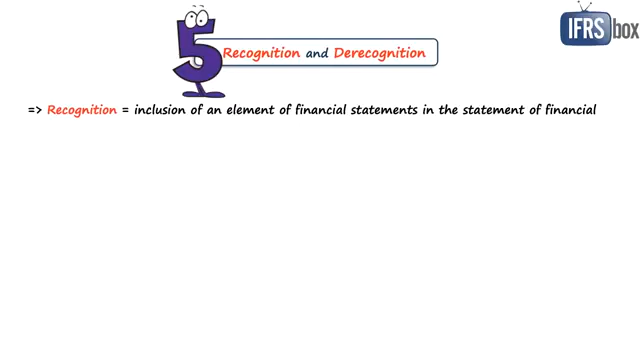 IFRS box
5 Recognition and Derecognition
=> Recognition = inclusion of an element of financial statements in the statement of financial